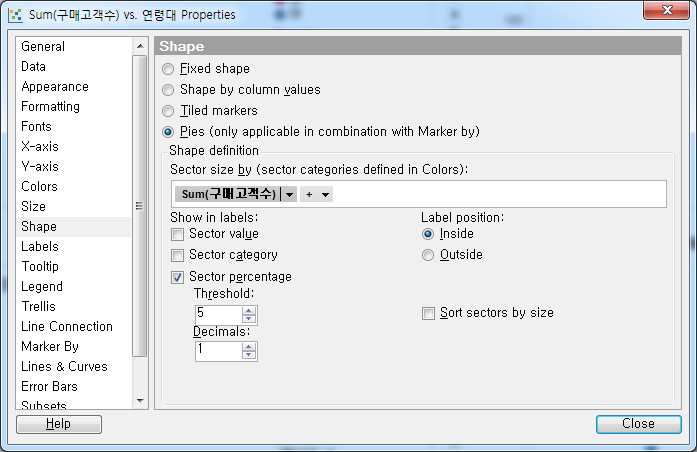 Sum(구매고객수) vs. 연령대 Properties
General
Data
Appearance
Formatting
Fonts
X-axis
Y-axis
Colors
Size
Shape
Labels
Tooltip
Legend
Trellis
Line Connection
Marker By
Lines & Curves
Error Bars
Subsets
Shape
Fixed shape
Shape by column values
Tiled markers
Pies (only applicable in combination with Marker by)
Shape definition
Sector size by (sector categories defined in Colors):
Sum(구매고객수) +
Show in labels:
Sector value
Sector category
Sector percentage
Threshold:
5
Decimals:
1
Label position:
Inside
Outside
Sort sectors by size
Help
Close